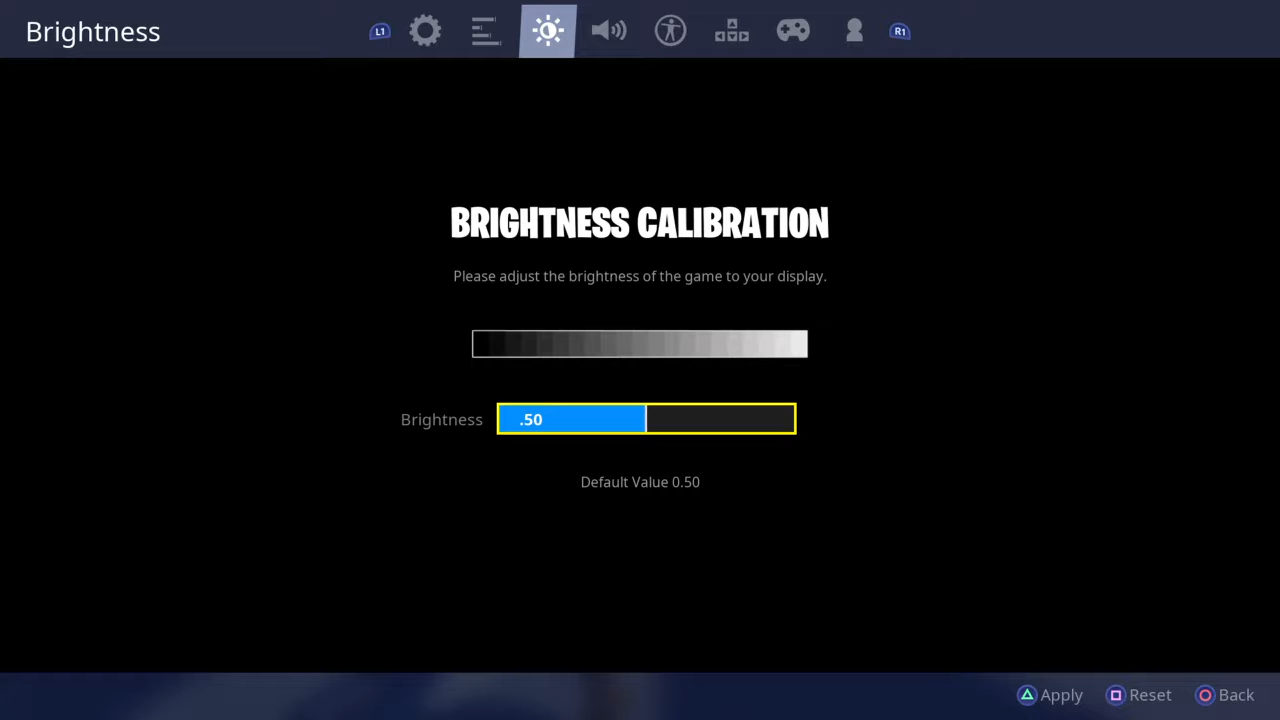 Brightness
L1
R1
BRIGHTNESS CALIBRATION
Please adjust the brightness of the game to your display.
Brightness
.50
Default Value 0.50
Apply
Reset
Back